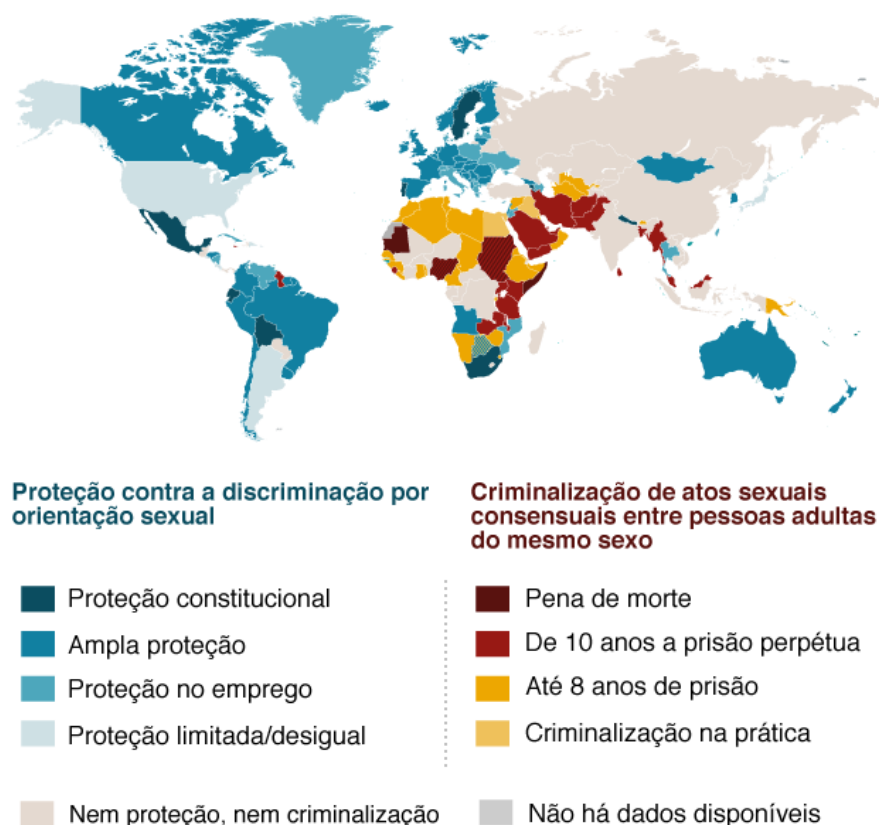 Proteção contra a discriminação por
orientação sexual
Proteção constitucional
Ampla proteção
Proteção no emprego
Proteção limitada/desigual
Nem proteção, nem criminalização
Criminalização de atos sexuais
consensuais entre pessoas adultas
do mesmo sexo
Pena de morte
De 10 anos a prisão perpétua
Até 8 anos de prisão
Criminalização na prática
Não há dados disponíveis